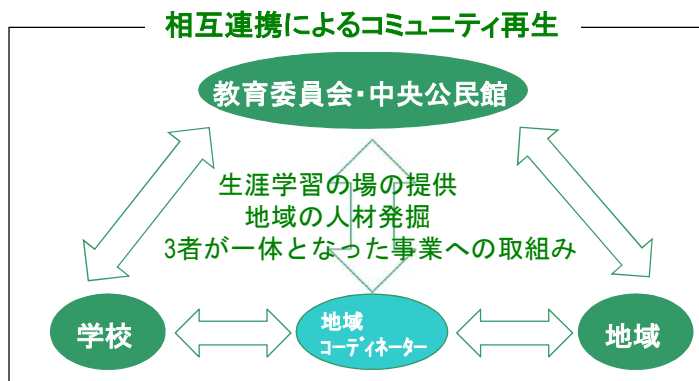 相互連携によるコミュニティ再生
教育委員会・中央公民館
生涯学習の場の提供
地域の人材発掘
3者が一体となった事業への取組み
学校
地域
コーディネーター
地域